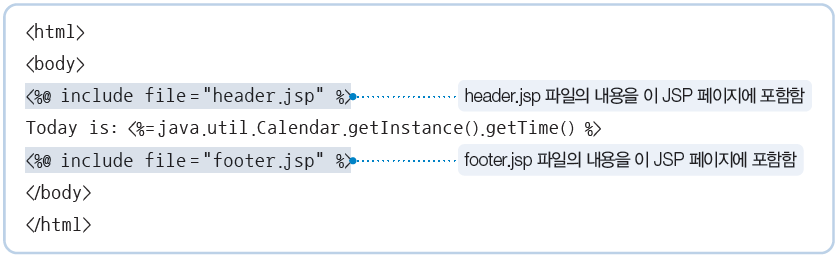 <html>
<body>
<%@ include file="header.jsp" %> header.jsp 파일의 내용을 이 JSP 페이지에 포함함
Today is: <%=java.util.Calendar.getInstance().getTime() %>
<%@ include file="footer.jsp" %> footer.jsp 파일의 내용을 이 JSP 페이지에 포함함
</body>
</html>